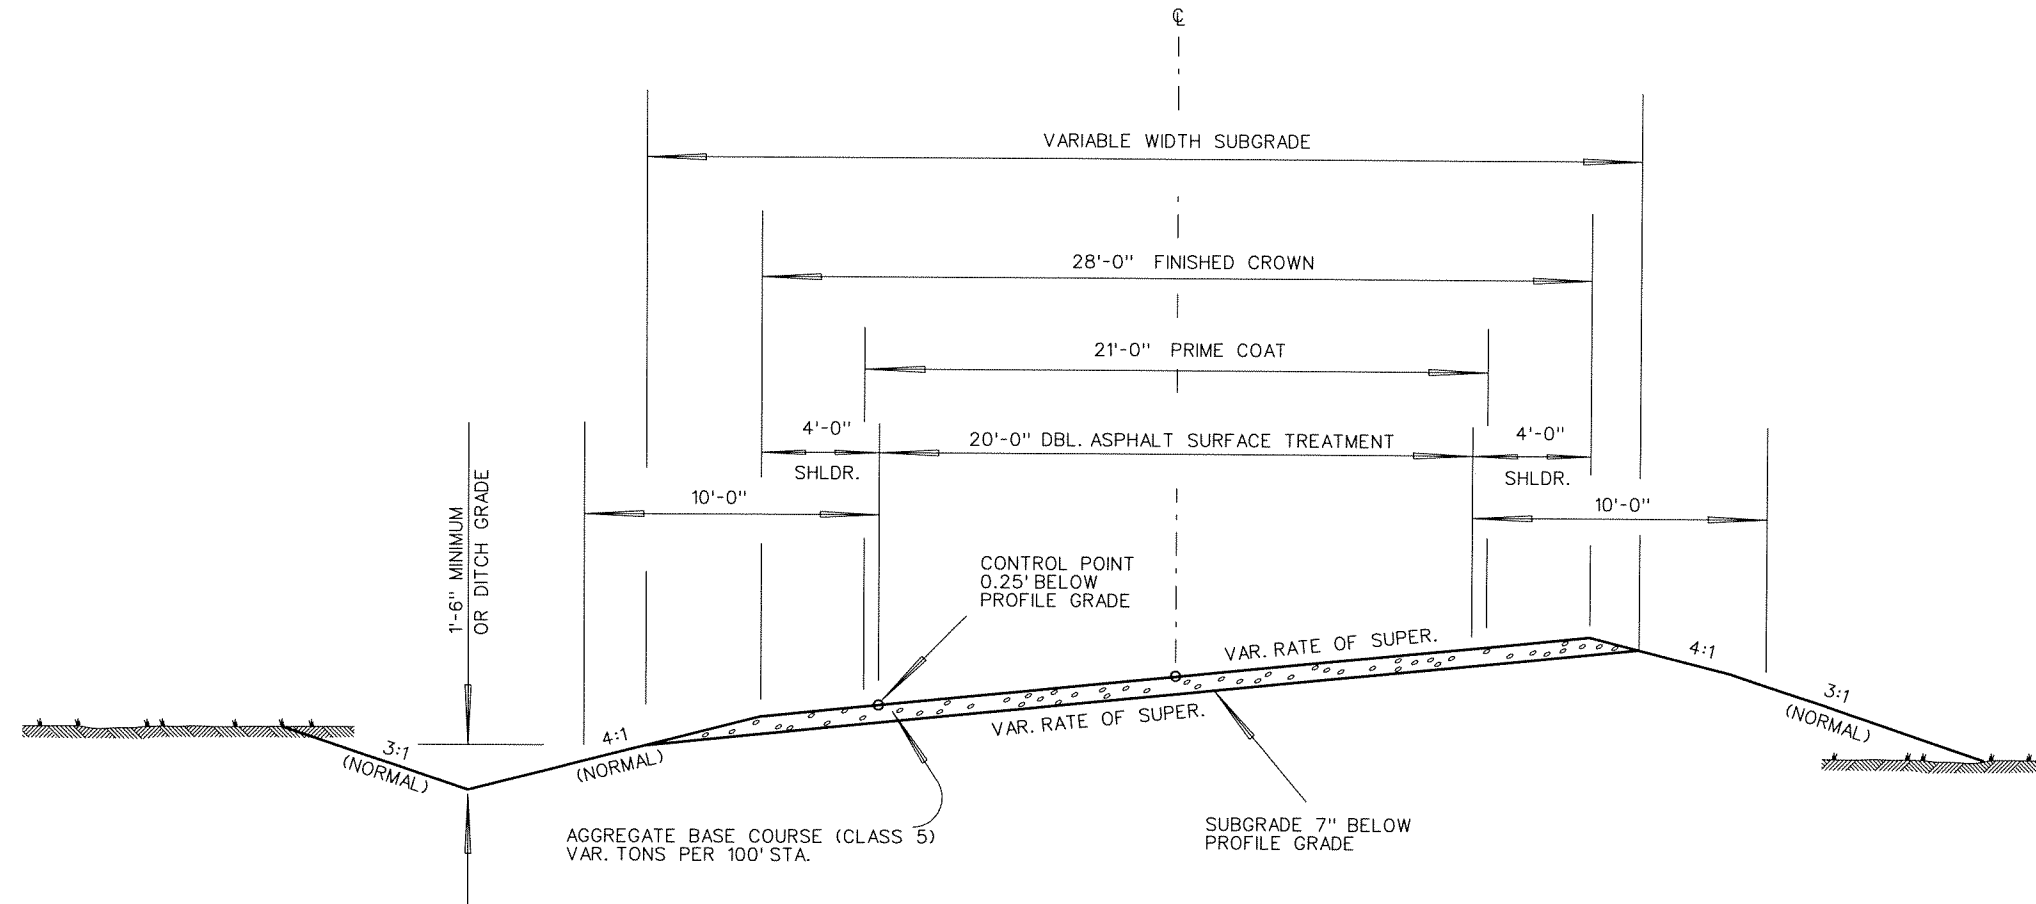 ℄
VARIABLE WIDTH SUBGRADE
28'-0" FINISHED CROWN
21'-0" PRIME COAT
4'-0"
SHLDR.
20'-0" DBL. ASPHALT SURFACE TREATMENT
4'-0"
SHLDR.
10'-0"
10'-0"
1'-6" MINIMUM
OR DITCH GRADE
CONTROL POINT
0.25' BELOW
PROFILE GRADE
VAR. RATE OF SUPER.
VAR. RATE OF SUPER.
4:1
3:1
(NORMAL)
3:1
(NORMAL)
4:1
(NORMAL)
AGGREGATE BASE COURSE (CLASS 5)
VAR. TONS PER 100' STA.
SUBGRADE 7" BELOW
PROFILE GRADE